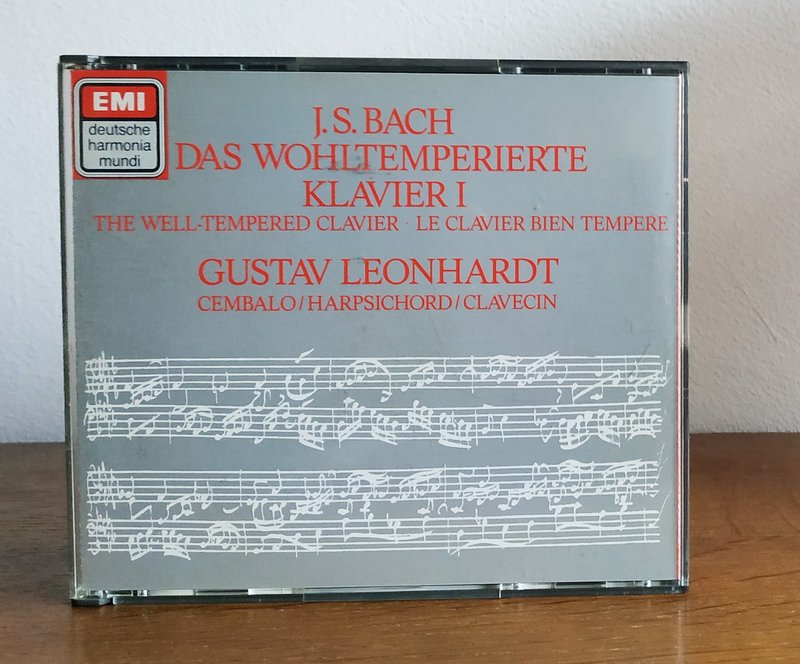 EMI
deutsche
harmonia
mundi
J. S. BACH
DAS WOHLTEMPERIERTE
KLAVIER I
THE WELL-TEMPERED CLAVIER · LE CLAVIER BIEN TEMPERE
GUSTAV LEONHARDT
CEMBALO/HARPSICHORD/CLAVECIN